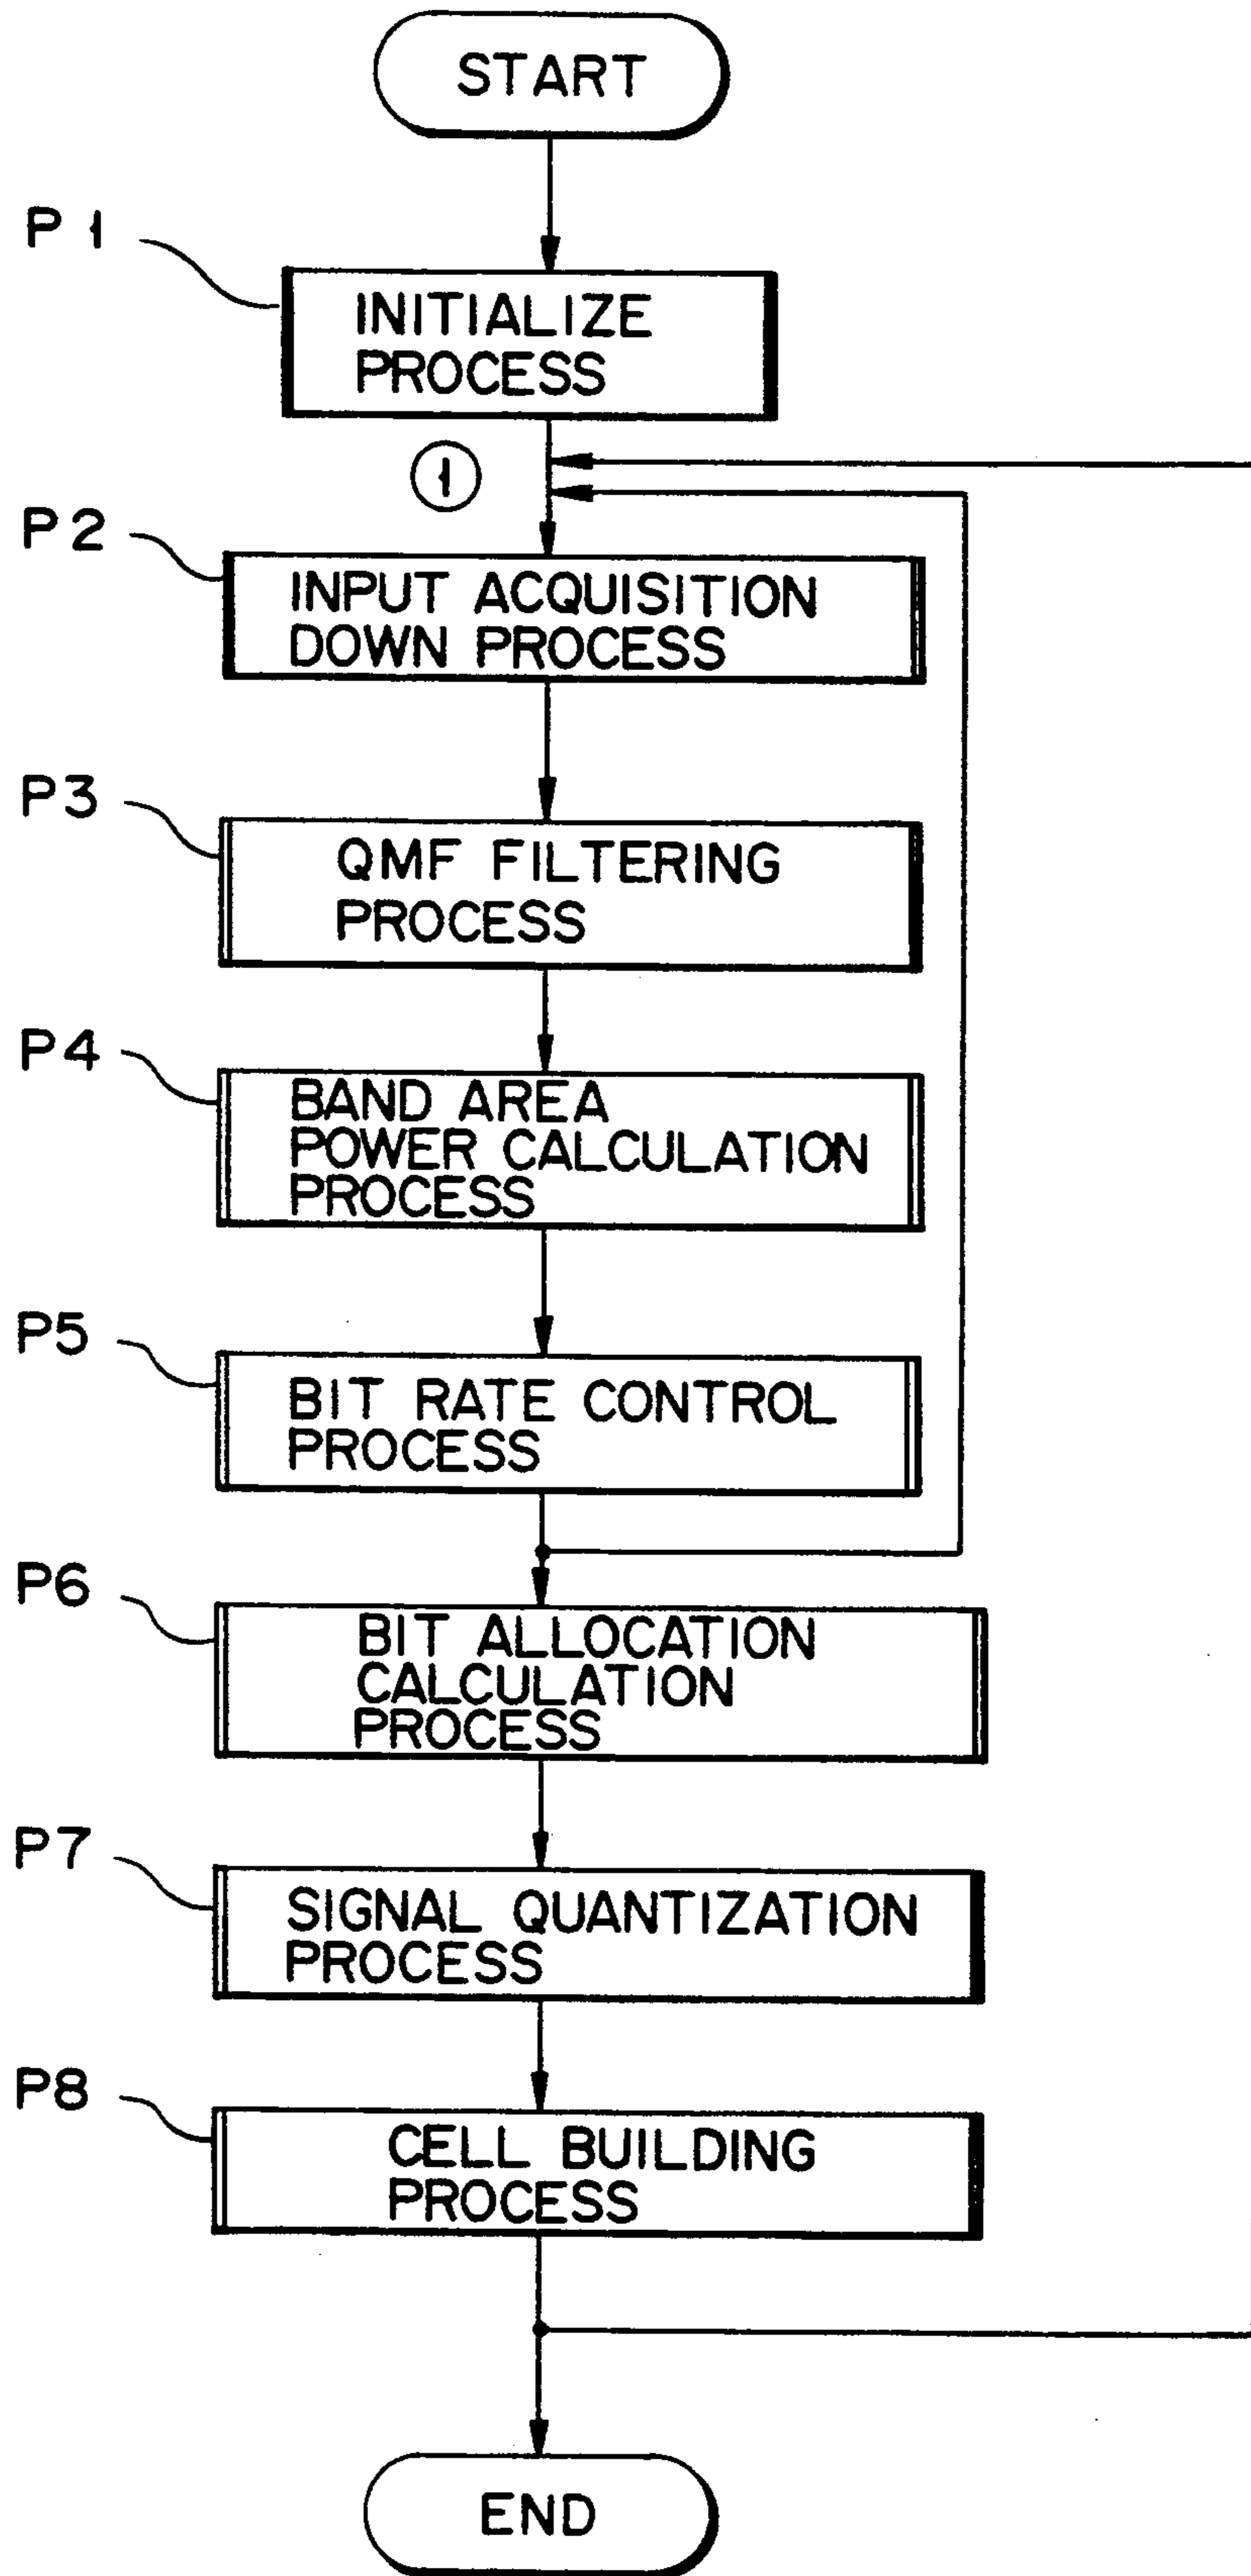 START
P1
INITIALIZE
PROCESS
1
P2
INPUT ACQUISITION
DOWN PROCESS
P3
QMF FILTERING
PROCESS
P4
BAND AREA
POWER CALCULATION
PROCESS
P5
BIT RATE CONTROL
PROCESS
P6
BIT ALLOCATION
CALCULATION
PROCESS
P7
SIGNAL QUANTIZATION
PROCESS
P8
CELL BUILDING
PROCESS
END